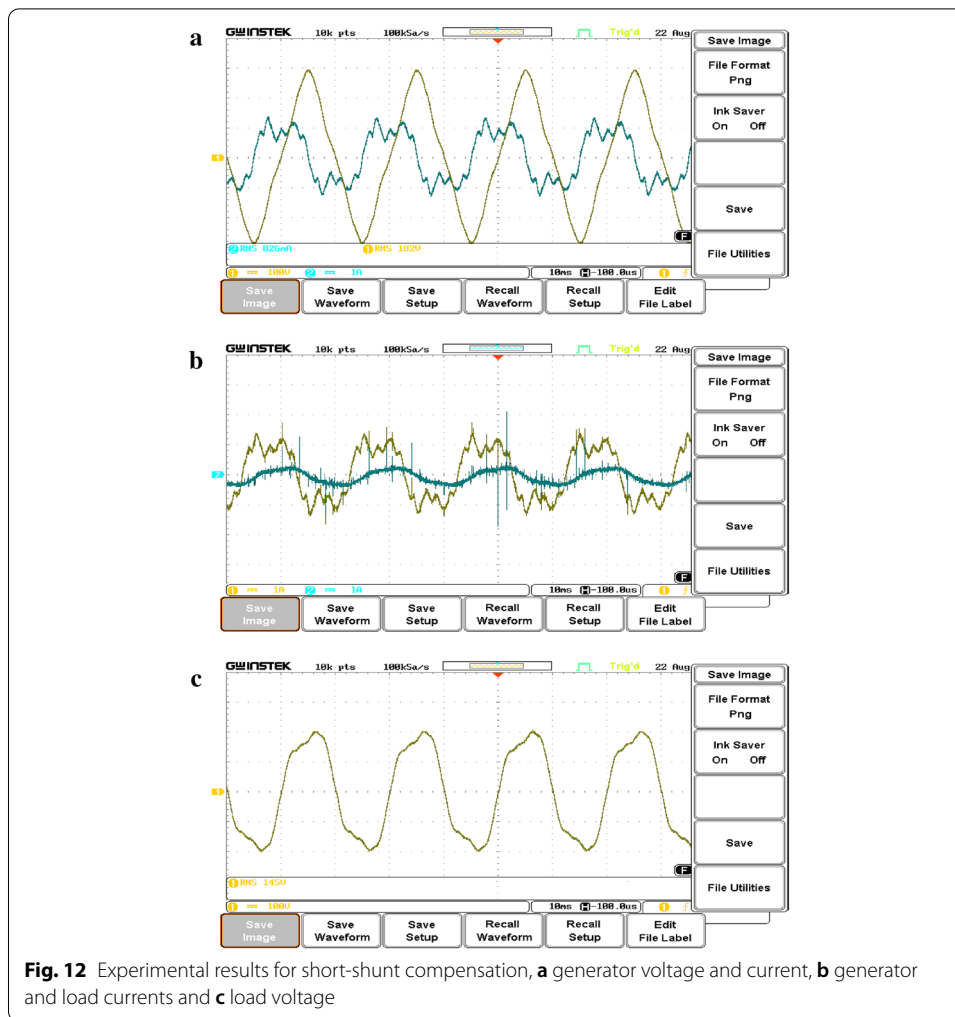 a
GWINSTEK 10k pts 100kSa/s Trig'd 22 Aug
Save Image
File Format
Png
Ink Saver
On Off
1
Save
F
2 RMS 826mA 1 RMS 182V
File Utilities
1 100V 2 1A 10ms H -100.0us 1
Save Image
Save Waveform
Save Setup
Recall Waveform
Recall Setup
Edit File Label
b
GWINSTEK 10k pts 100kSa/s Trig'd 22 Aug
Save Image
File Format
Png
Ink Saver
On Off
2
Save
F
File Utilities
1 1A 2 1A 10ms H -100.0us 1
Save Image
Save Waveform
Save Setup
Recall Waveform
Recall Setup
Edit File Label
c
GWINSTEK 10k pts 100kSa/s Trig'd 22 Aug
Save Image
File Format
Png
Ink Saver
On Off
1
Save
F
1 RMS 145V
File Utilities
1 100V 10ms H -100.0us 1
Save Image
Save Waveform
Save Setup
Recall Waveform
Recall Setup
Edit File Label
Fig. 12 Experimental results for short-shunt compensation, a generator voltage and current, b generator
and load currents and c load voltage